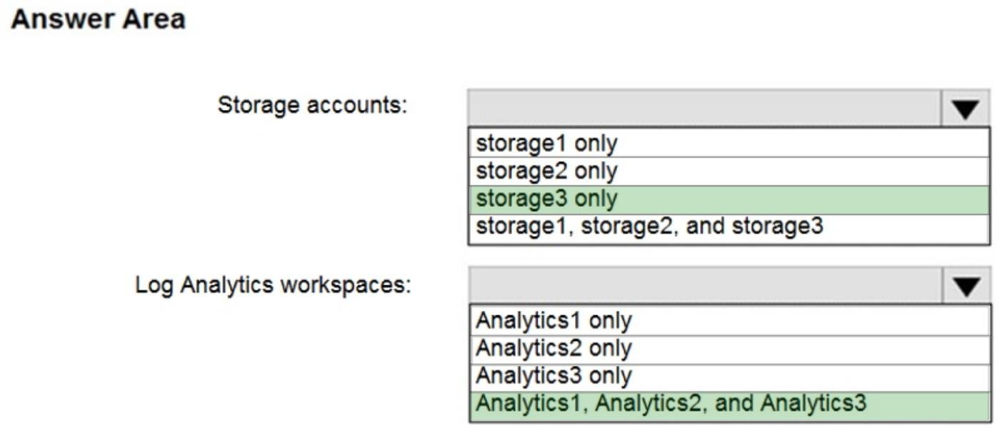 Answer Area
Storage accounts:
storage1 only
storage2 only
storage3 only
storage1, storage2, and storage3
Log Analytics workspaces:
Analytics1 only
Analytics2 only
Analytics3 only
Analytics1, Analytics2, and Analytics3